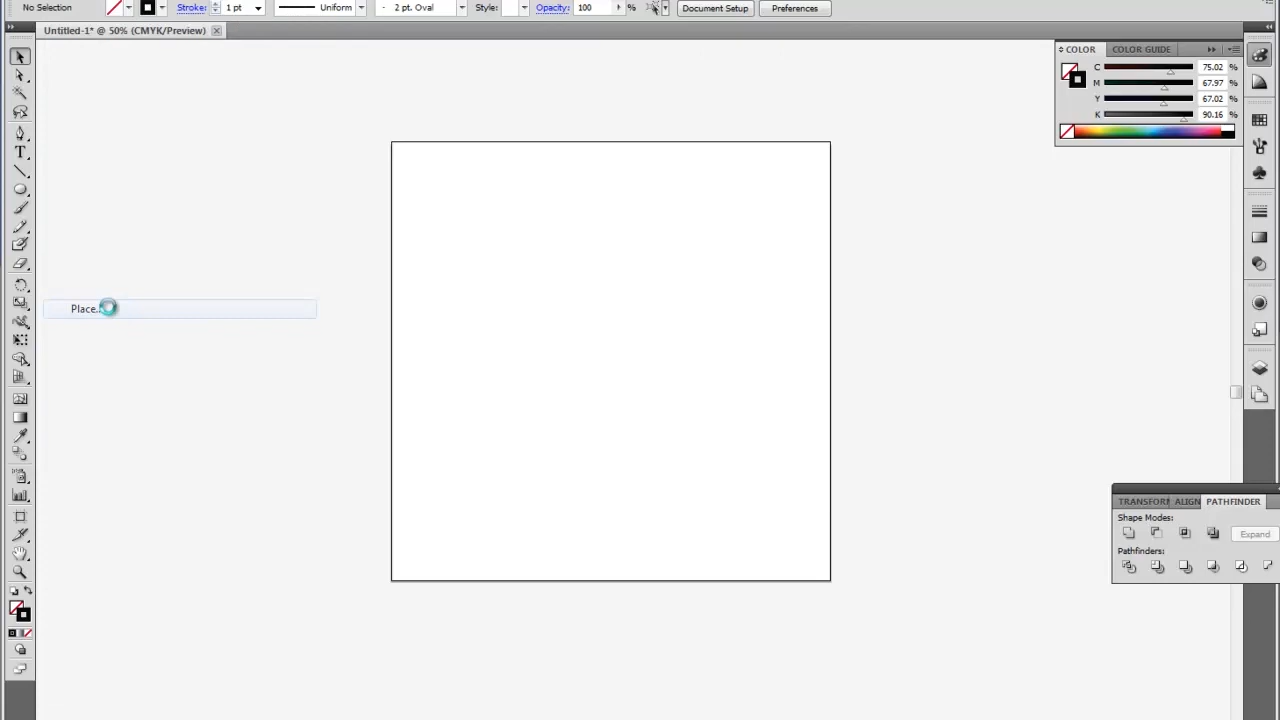 No Selection Stroke: 1 pt Uniform - 2 pt. Oval Style: Opacity: 100 % Document Setup Preferences
Untitled-1* @ 50% (CMYK/Preview)
COLOR COLOR GUIDE
C 75.02 %
M 67.97 %
Y 67.02 %
K 90.16 %
Place...
TRANSFORM ALIGN PATHFINDER
Shape Modes:
Expand
Pathfinders: